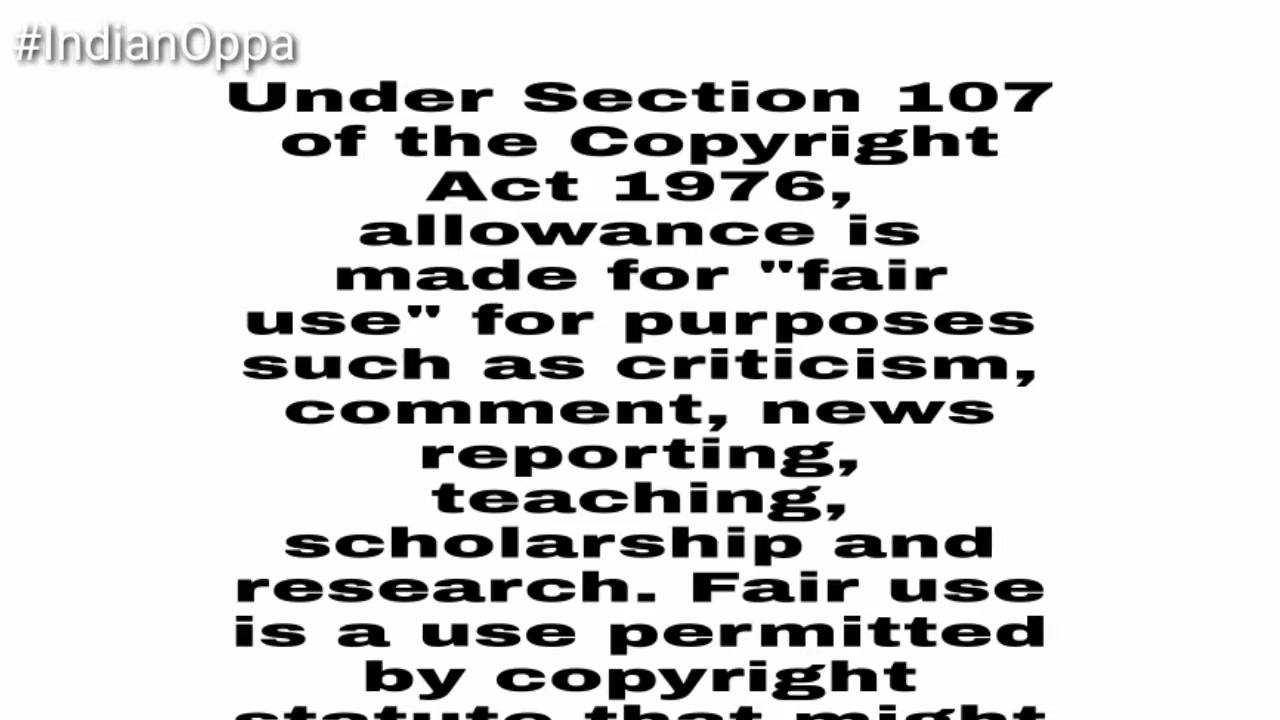 #IndianOppa
Under Section 107
of the Copyright
Act 1976,
allowance is
made for "fair
use" for purposes
such as criticism,
comment, news
reporting,
teaching,
scholarship and
research. Fair use
is a use permitted
by copyright
statute that might